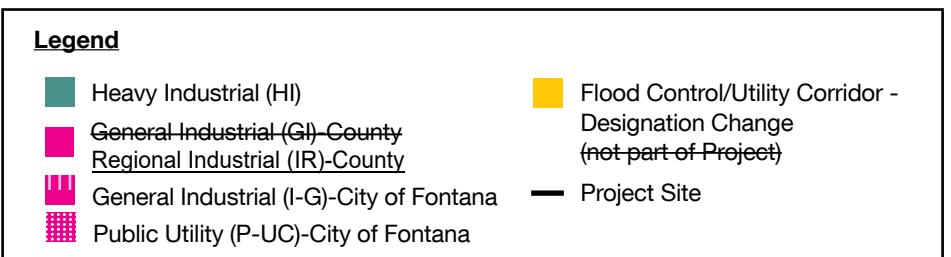 Legend
Heavy Industrial (HI)
General Industrial (GI)-County
Regional Industrial (IR)-County
General Industrial (I-G)-City of Fontana
Public Utility (P-UC)-City of Fontana
Flood Control/Utility Corridor -
Designation Change
(not part of Project)
Project Site